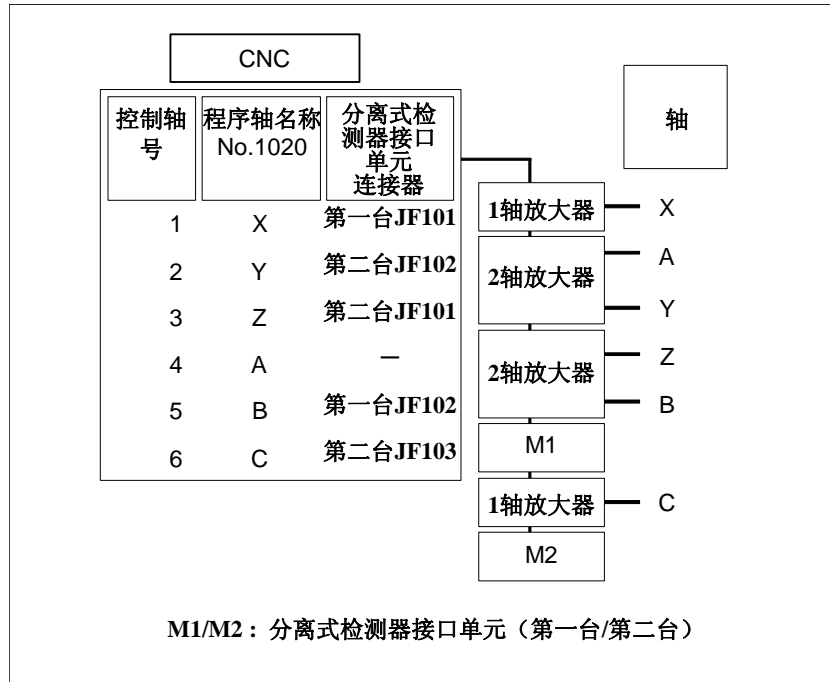 CNC
控制轴
号
程序轴名称
No.1020
分离式检
测器接口
单元
连接器
轴
1 X 第一台JF101
2 Y 第二台JF102
3 Z 第二台JF101
4 A －
5 B 第一台JF102
6 C 第二台JF103
1轴放大器 X
2轴放大器 A
Y
2轴放大器 Z
B
M1
1轴放大器 C
M2
M1/M2：分离式检测器接口单元（第一台/第二台）